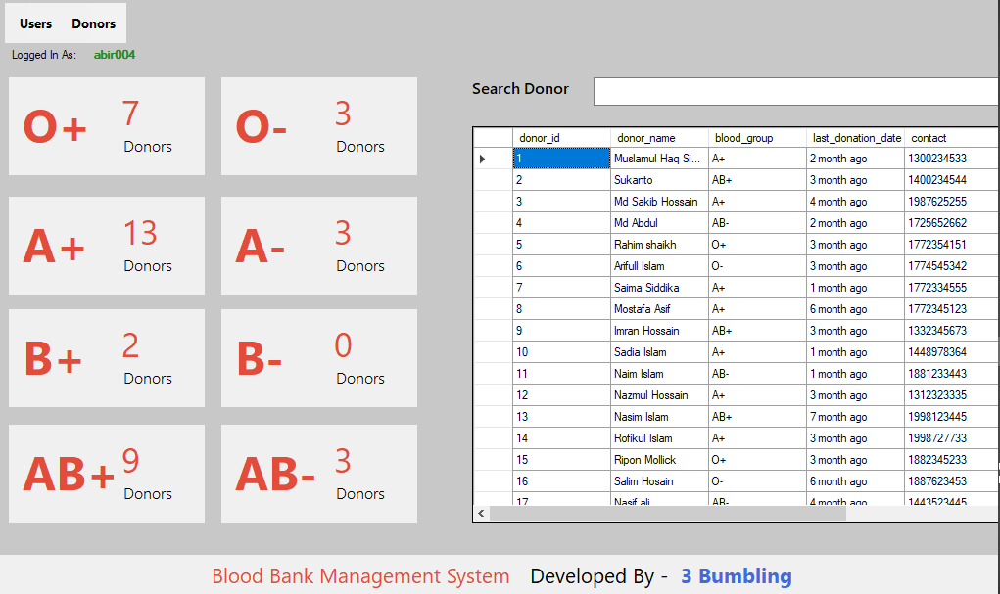 Users Donors
Logged In As: abir004
O+ 7 Donors
O- 3 Donors
A+ 13 Donors
A- 3 Donors
B+ 2 Donors
B- 0 Donors
AB+ 9 Donors
AB- 3 Donors
Search Donor
donor_id donor_name blood_group last_donation_date contact
1 Muslamul Haq Si... A+ 2 month ago 1300234533
2 Sukanto AB+ 3 month ago 1400234544
3 Md Sakib Hossain A+ 4 month ago 1987625255
4 Md Abdul AB- 2 month ago 1725652662
5 Rahim shaikh O+ 3 month ago 1772354151
6 Arifull Islam O- 3 month ago 1774545342
7 Saima Siddika A+ 1 month ago 1772334555
8 Mostafa Asif A+ 6 month ago 1772345123
9 Imran Hossain AB+ 3 month ago 1332345673
10 Sadia Islam A+ 1 month ago 1448978364
11 Naim Islam AB- 1 month ago 1881233443
12 Nazmul Hossain A+ 3 month ago 1312323335
13 Nasim Islam AB+ 7 month ago 1998123445
14 Rofikul Islam A+ 3 month ago 1998727733
15 Ripon Mollick O+ 3 month ago 1882345233
16 Salim Hosain O- 6 month ago 1887623453
17 Nasif ali AB- 4 month ago 1443523445
Blood Bank Management System Developed By - 3 Bumbling